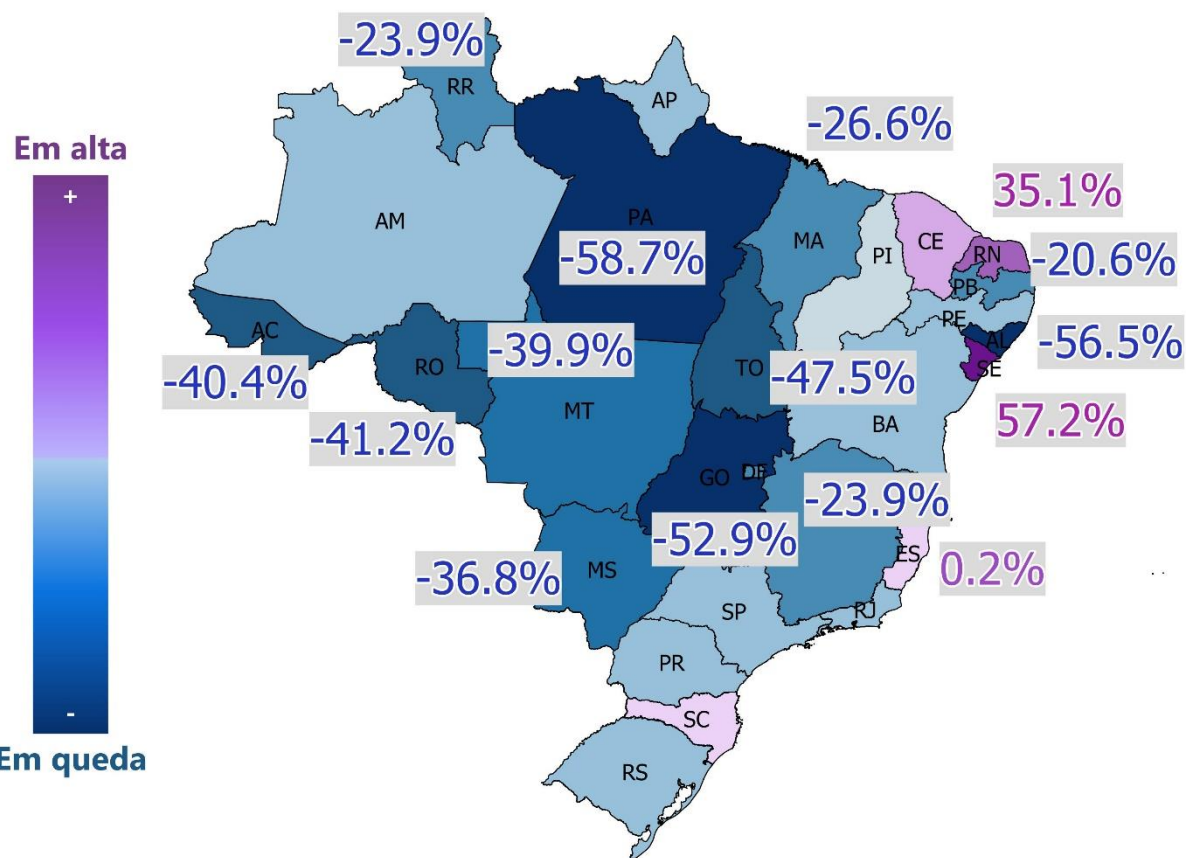 -23.9%
RR
AP
-26.6%
Em alta
+
35.1%
AM
PA
MA
PI
CE
RN
-20.6%
-58.7%
PB
PE
AC
-39.9%
AL
-56.5%
RO
TO
-47.5%
SE
-40.4%
MT
BA
57.2%
-41.2%
GO
DF
-23.9%
-52.9%
ES
0.2%
-36.8%
MS
SP
RJ
PR
-
SC
Em queda
RS